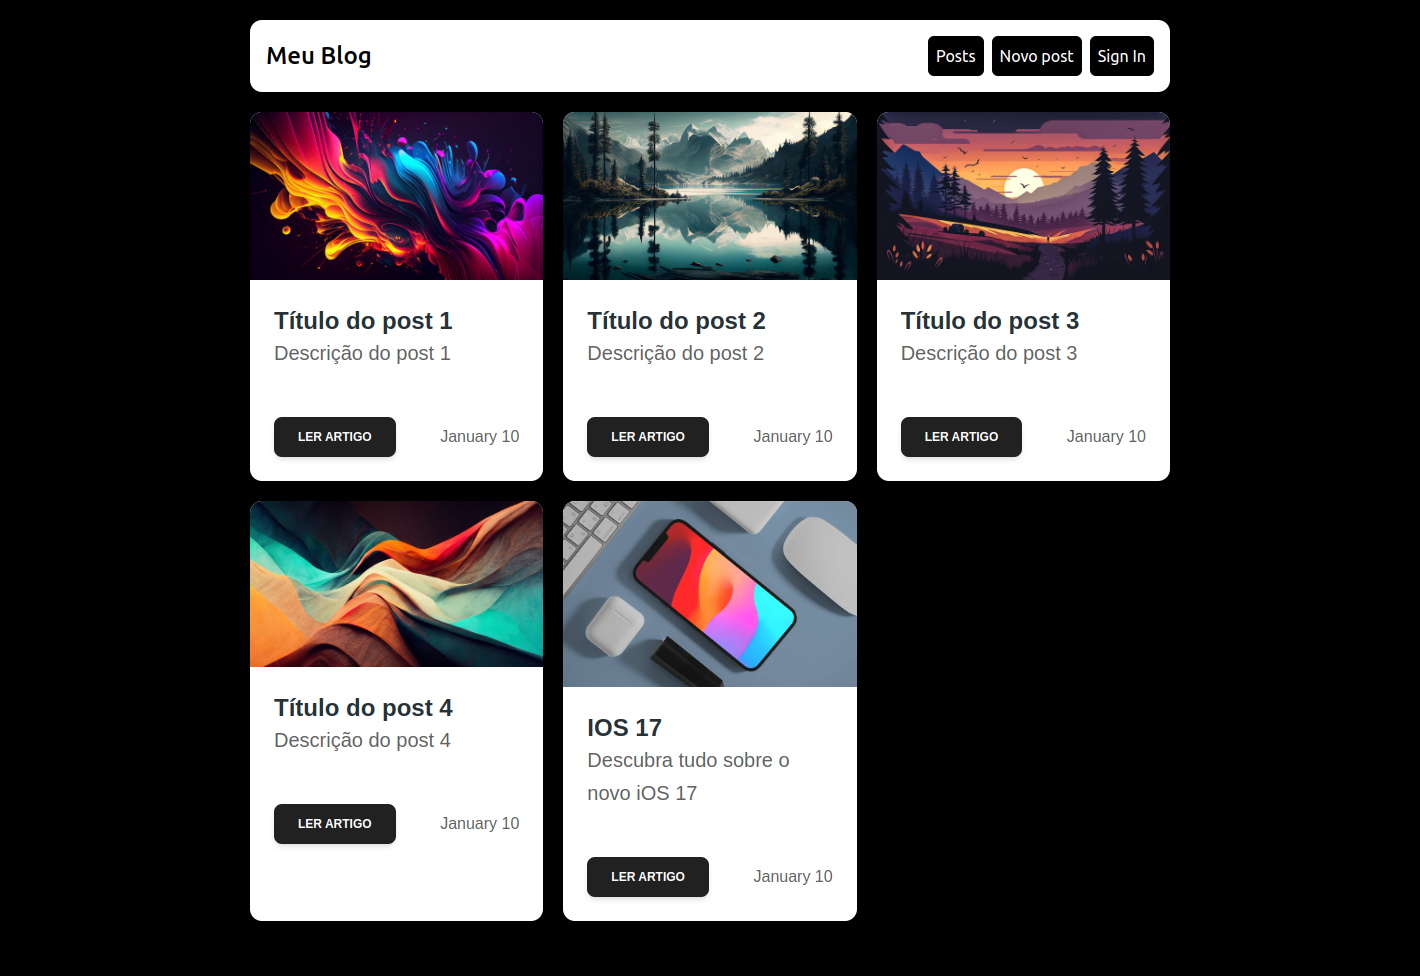 Meu Blog
Posts Novo post Sign In
Título do post 1
Descrição do post 1
LER ARTIGO January 10
Título do post 2
Descrição do post 2
LER ARTIGO January 10
Título do post 3
Descrição do post 3
LER ARTIGO January 10
Título do post 4
Descrição do post 4
LER ARTIGO January 10
IOS 17
Descubra tudo sobre o
novo iOS 17
LER ARTIGO January 10